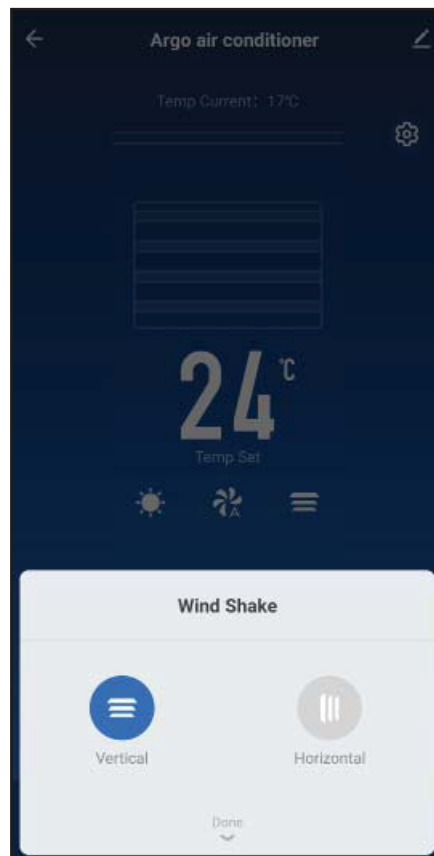 Argo air conditioner
Temp Current: 17°C
24 °C
Temp Set
A
Wind Shake
Vertical
Horizontal
Done